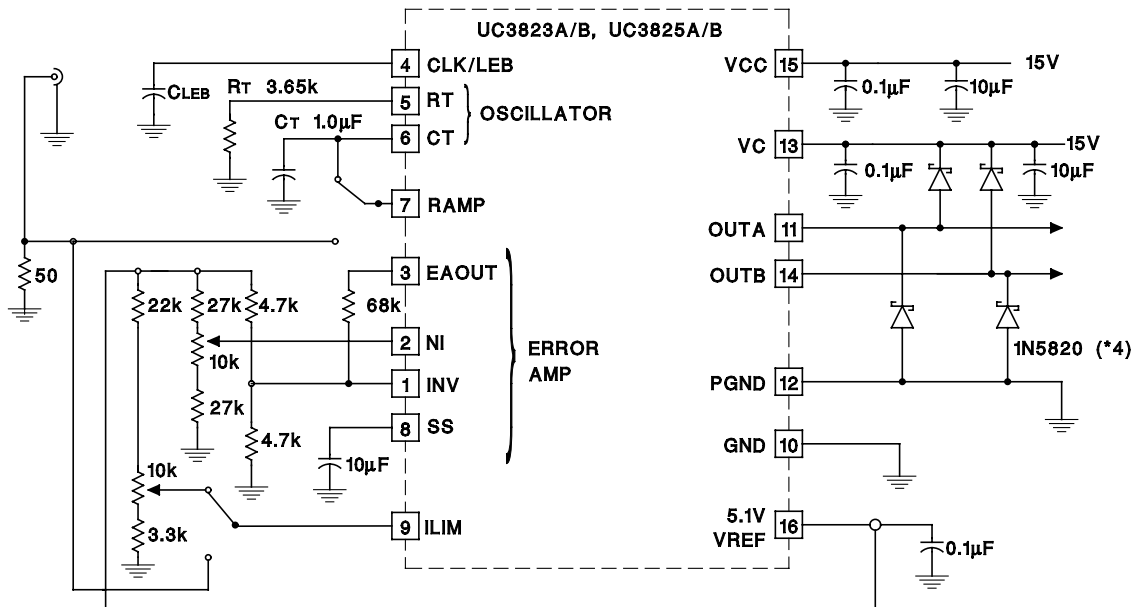 UC3823A/B, UC3825A/B
4 CLK/LEB
CLEB
RT 3.65k
5 RT
OSCILLATOR
CT 1.0µF
6 CT
7 RAMP
50
3 EAOUT
22k
27k
4.7k
68k
2 NI
10k
ERROR
AMP
1 INV
27k
8 SS
4.7k
10µF
10k
3.3k
9 ILIM
VCC 15
15V
0.1µF
10µF
VC 13
15V
0.1µF
10µF
OUTA 11
OUTB 14
1N5820 (*4)
PGND 12
GND 10
5.1V
VREF 16
0.1µF